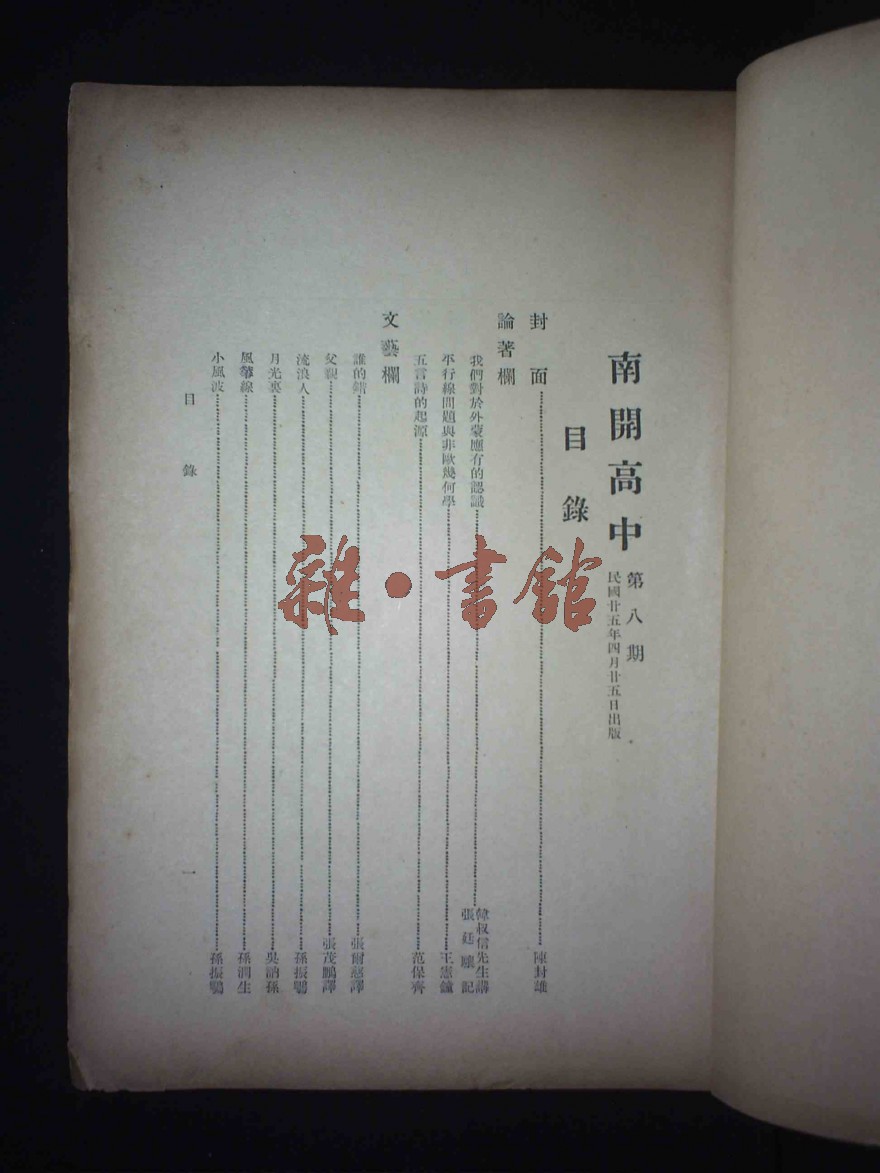 南開高中
第八期
民國廿五年四月廿五日出版
目錄
封面 陳封雄
論著欄
我們對於外蒙應有的認識 韓叔信先生講
張廷驤記
平行線問題與非歐幾何學 王憲鐘
五言詩的起源 范保齊
文藝欄
誰的錯 張爾慈譯
父親 張茂鵬譯
流浪人 孫振鶚
月光裏 吳訥孫
風箏線 孫潤生
小風波 孫振鶚
目錄
一
雜·書館